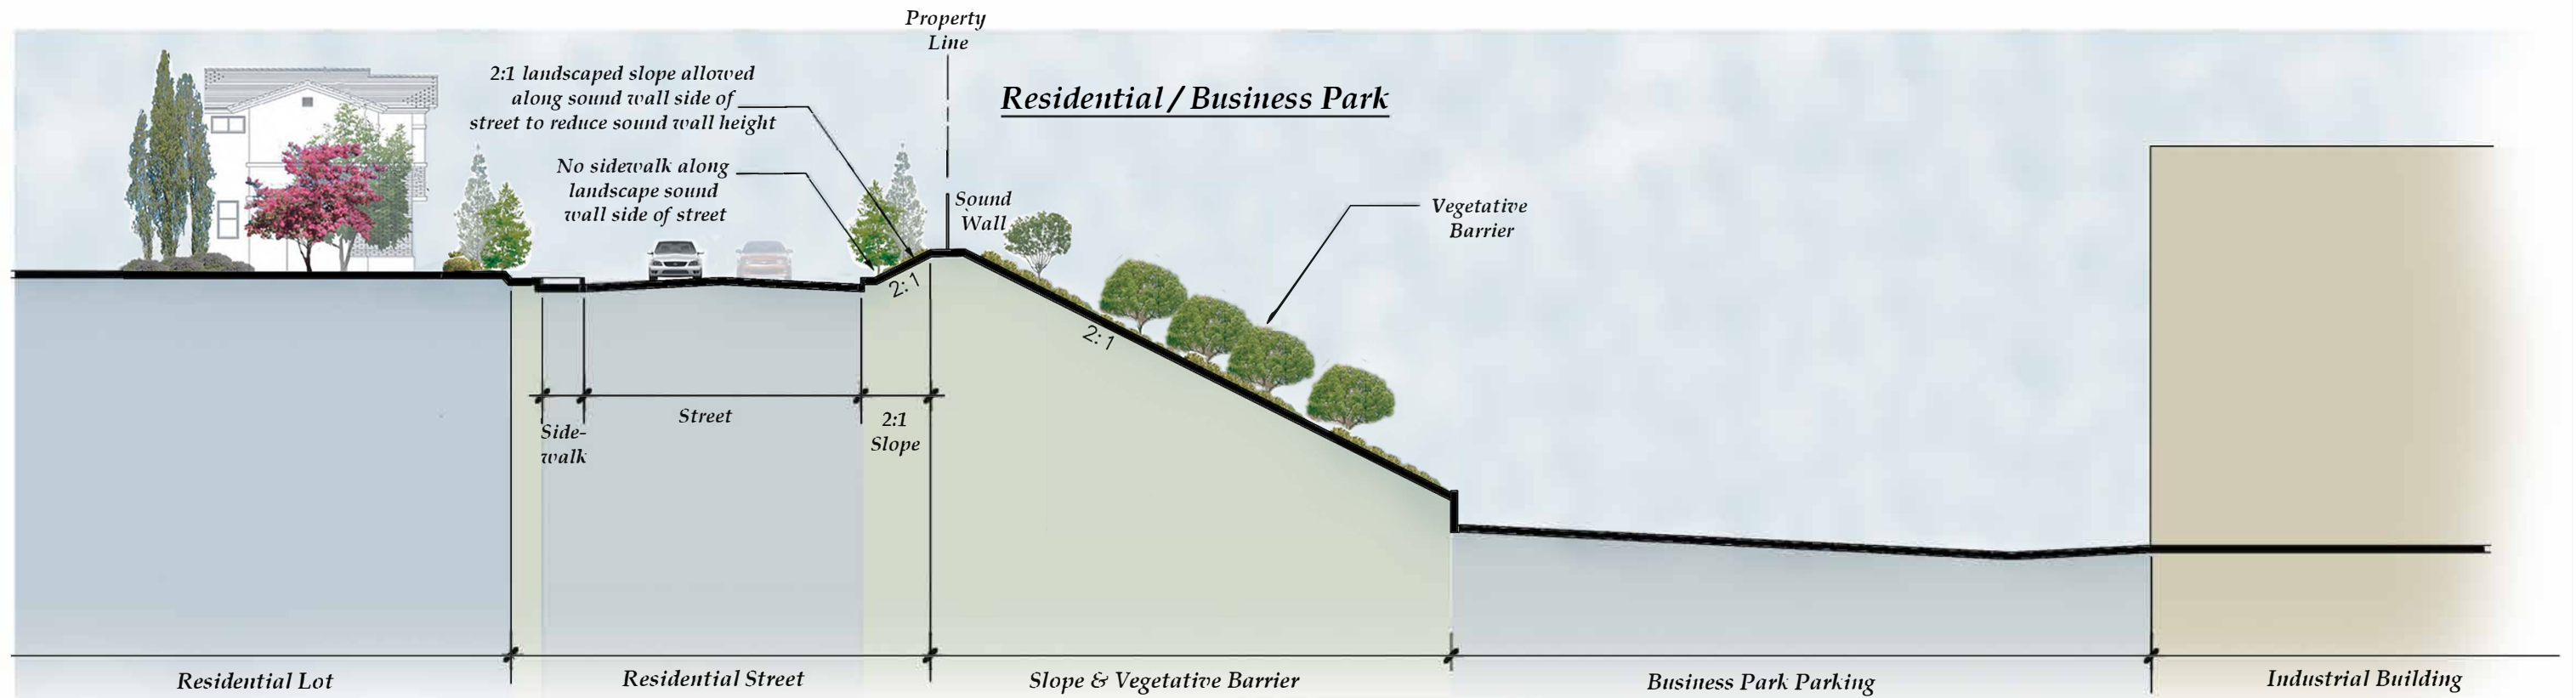 Property
Line
Residential / Business Park
2:1 landscaped slope allowed
along sound wall side of
street to reduce sound wall height
No sidewalk along
landscape sound
wall side of street
Sound
Wall
Vegetative
Barrier
2:1
2:1
Side-
walk
Street
2:1
Slope
Residential Lot
Residential Street
Slope & Vegetative Barrier
Business Park Parking
Industrial Building